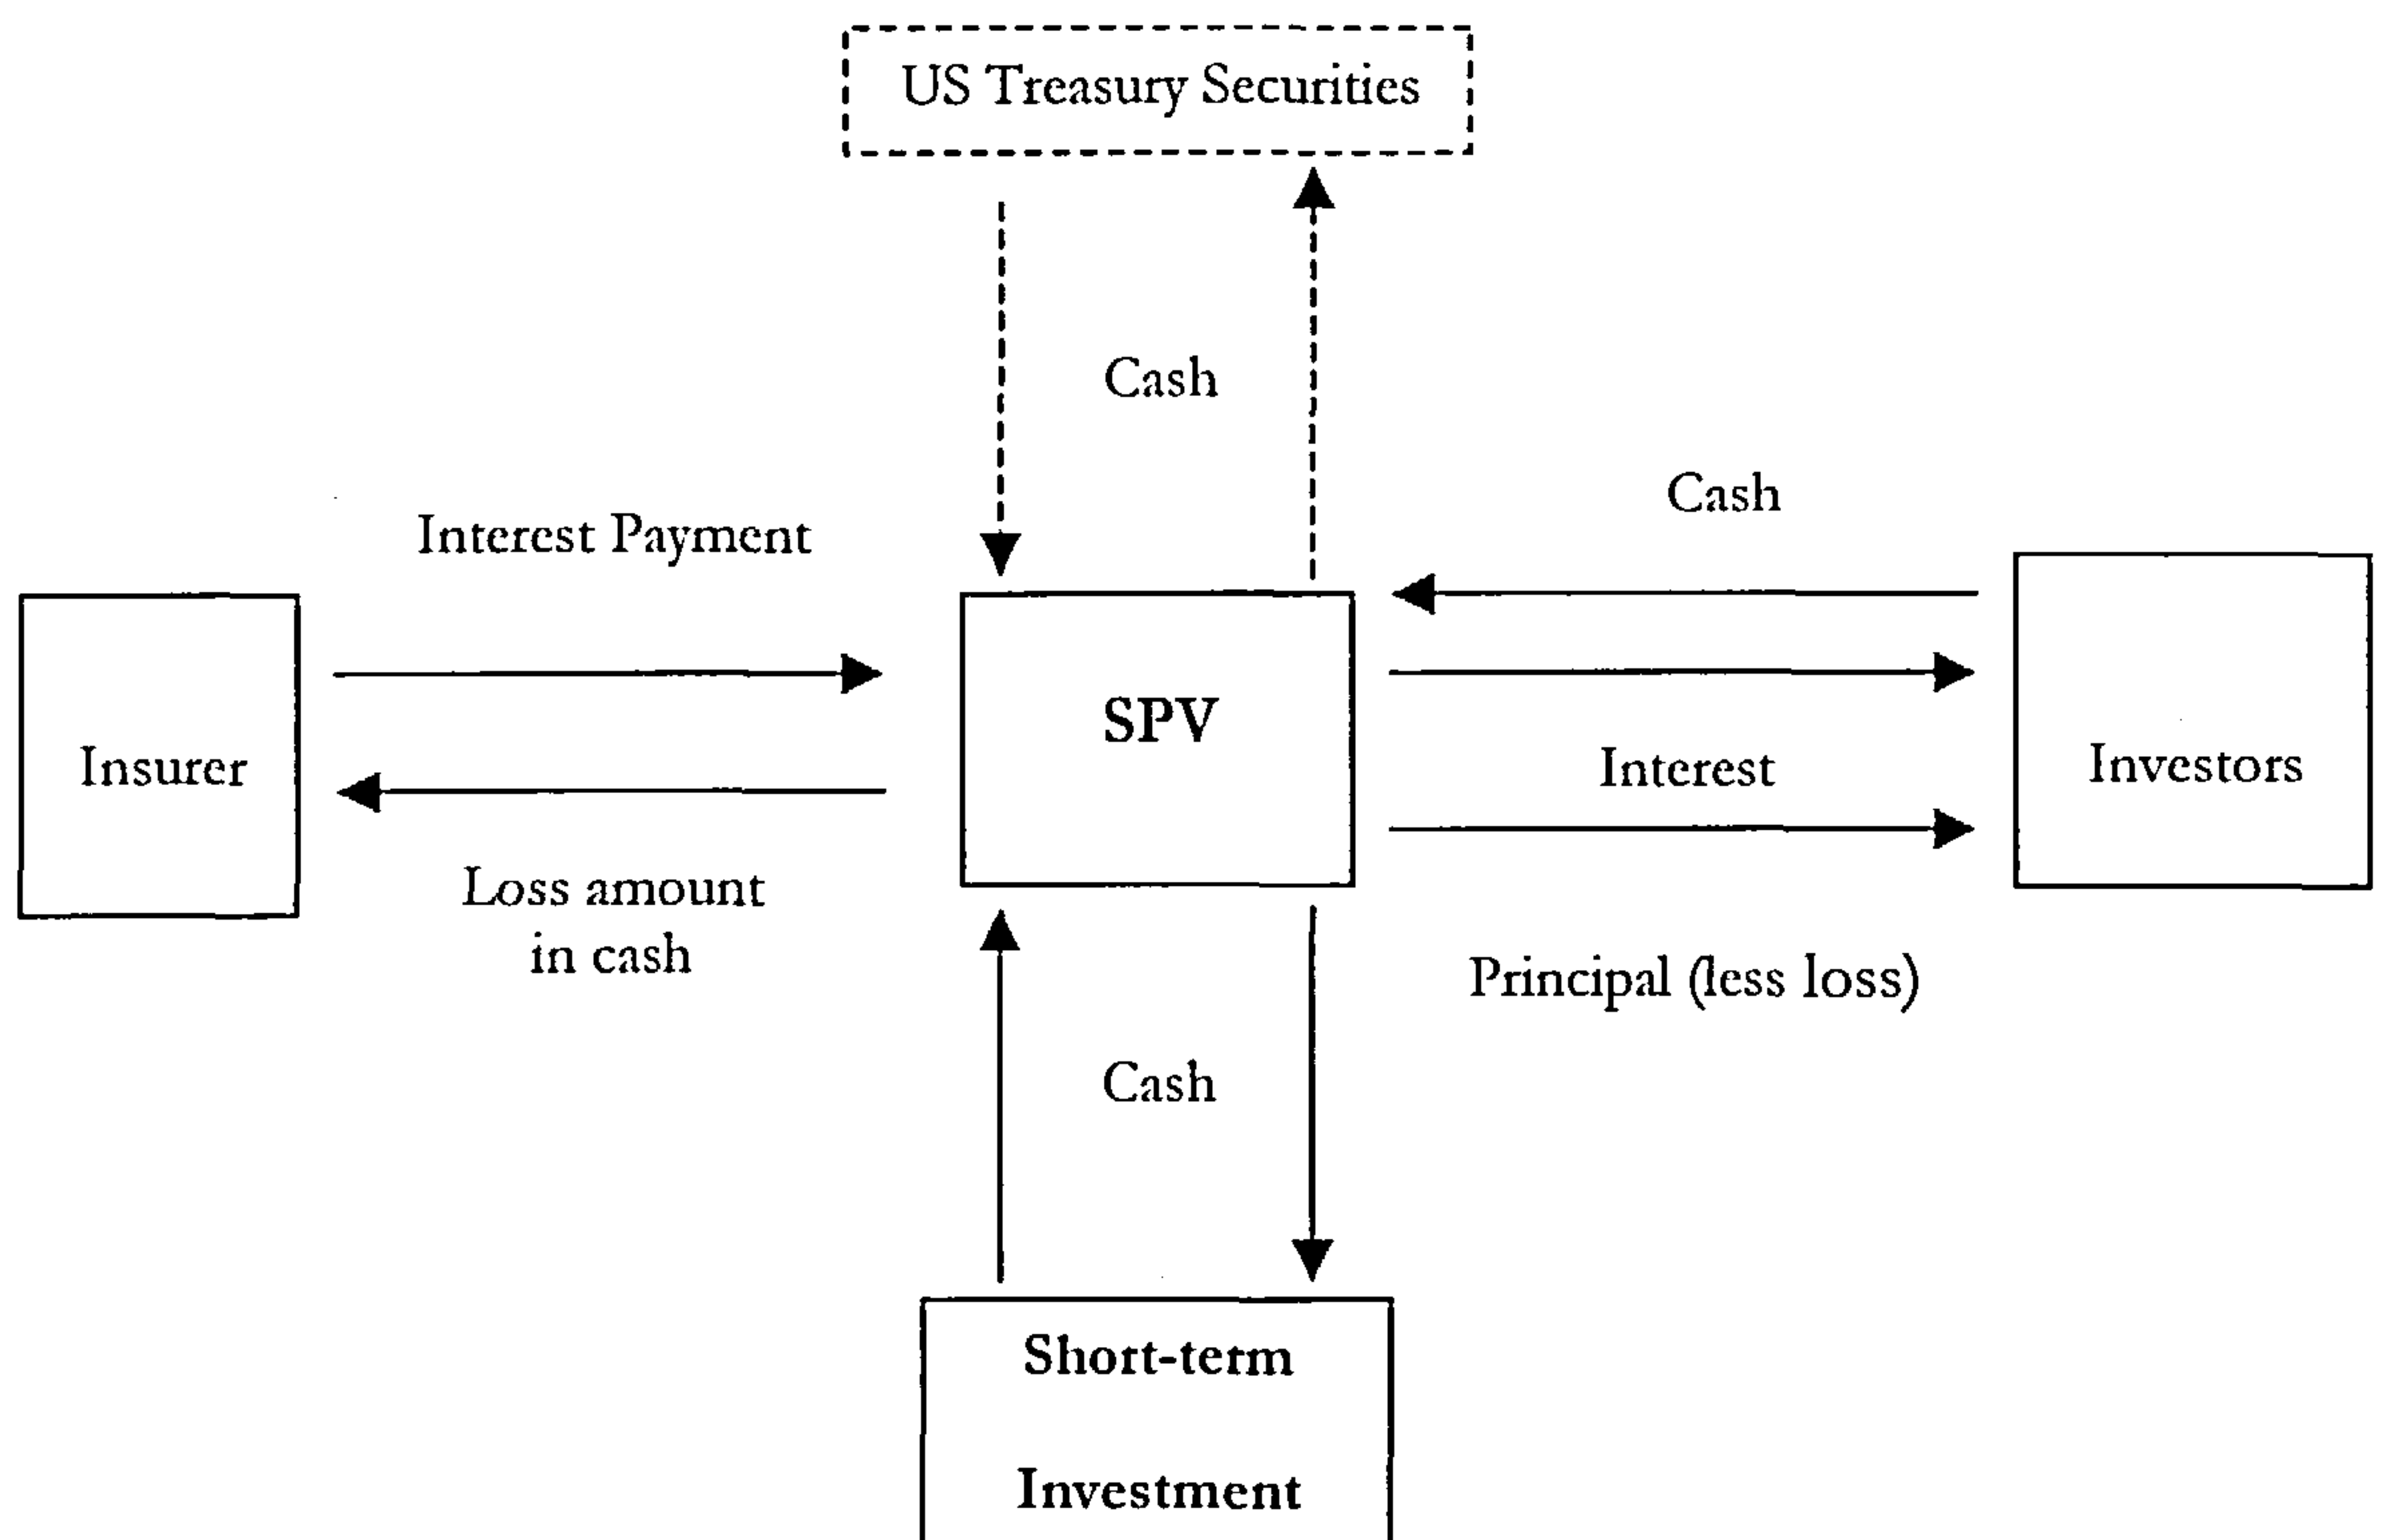 US Treasury Securities
Cash
Cash
Interest Payment
SPV
Insurer
Interest
Investors
Loss amount
in cash
Principal (less loss)
Cash
Short-term
Investment